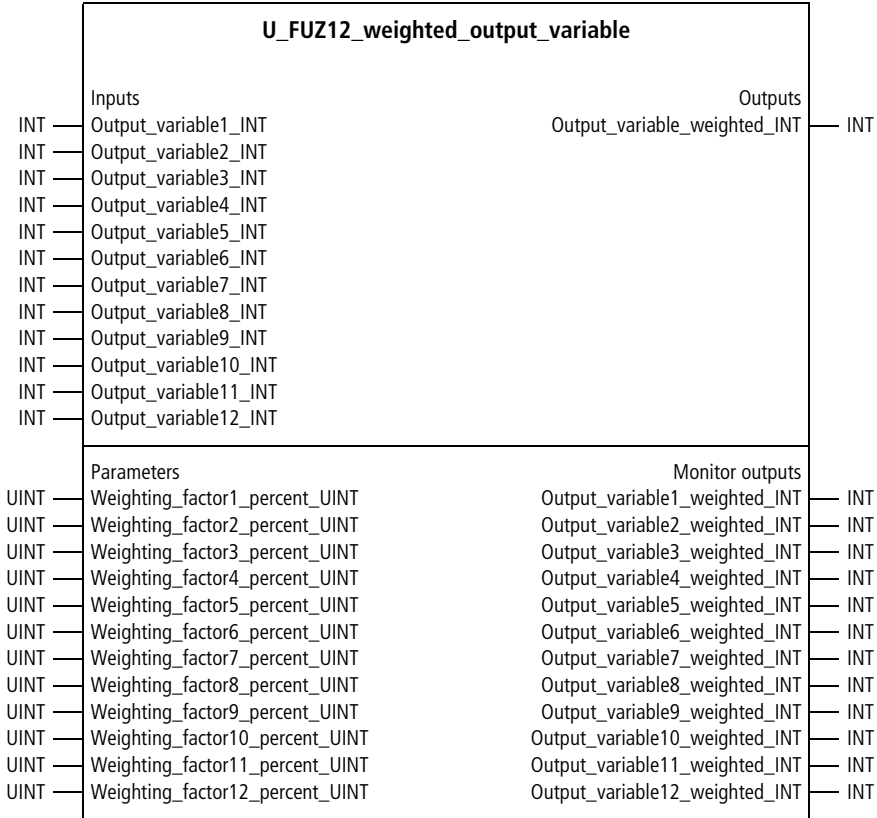 U_FUZ12_weighted_output_variable
Inputs Outputs
INT Output_variable1_INT Output_variable_weighted_INT INT
INT Output_variable2_INT
INT Output_variable3_INT
INT Output_variable4_INT
INT Output_variable5_INT
INT Output_variable6_INT
INT Output_variable7_INT
INT Output_variable8_INT
INT Output_variable9_INT
INT Output_variable10_INT
INT Output_variable11_INT
INT Output_variable12_INT
Parameters Monitor outputs
UINT Weighting_factor1_percent_UINT Output_variable1_weighted_INT INT
UINT Weighting_factor2_percent_UINT Output_variable2_weighted_INT INT
UINT Weighting_factor3_percent_UINT Output_variable3_weighted_INT INT
UINT Weighting_factor4_percent_UINT Output_variable4_weighted_INT INT
UINT Weighting_factor5_percent_UINT Output_variable5_weighted_INT INT
UINT Weighting_factor6_percent_UINT Output_variable6_weighted_INT INT
UINT Weighting_factor7_percent_UINT Output_variable7_weighted_INT INT
UINT Weighting_factor8_percent_UINT Output_variable8_weighted_INT INT
UINT Weighting_factor9_percent_UINT Output_variable9_weighted_INT INT
UINT Weighting_factor10_percent_UINT Output_variable10_weighted_INT INT
UINT Weighting_factor11_percent_UINT Output_variable11_weighted_INT INT
UINT Weighting_factor12_percent_UINT Output_variable12_weighted_INT INT